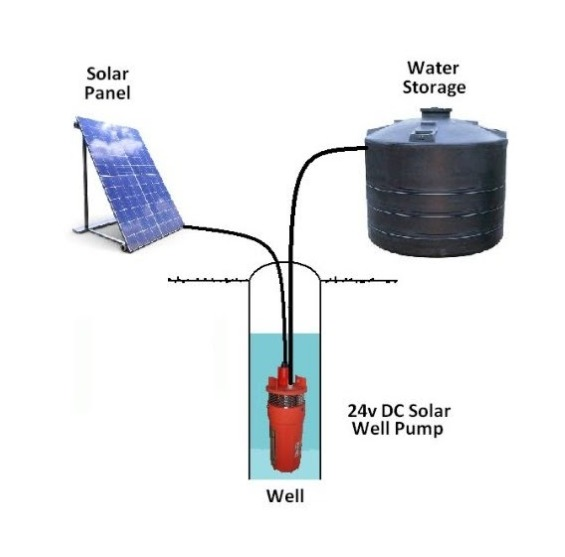 Solar
Panel
Water
Storage
24v DC Solar
Well Pump
Well